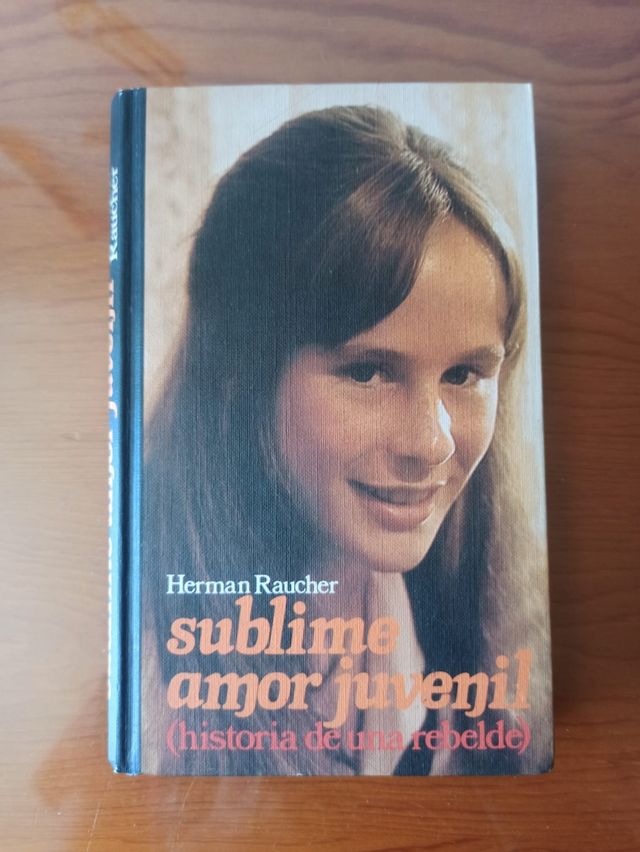 Herman Raucher
sublime
amor juvenil
(historia de una rebelde)
Raucher